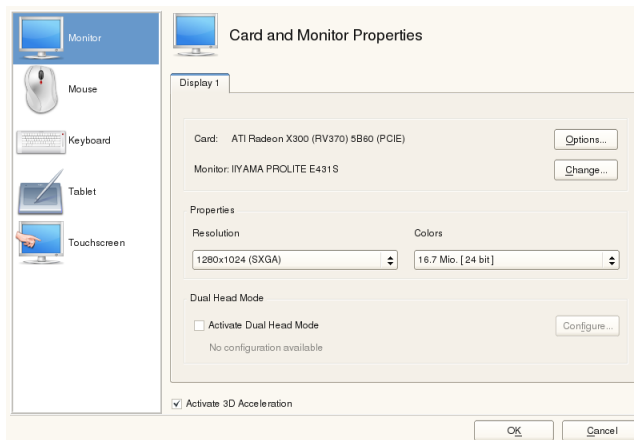 Monitor
Mouse
Keyboard
Tablet
Touchscreen
Card and Monitor Properties
Display 1
Card: ATI Radeon X300 (RV370) 5B60 (PCIE)
Options...
Monitor: IIYAMA PROLITE E431S
Change...
Properties
Resolution
Colors
1280x1024 (SXGA)
16.7 Mio. [ 24 bit ]
Dual Head Mode
Activate Dual Head Mode
Configure...
No configuration available
Activate 3D Acceleration
OK
Cancel